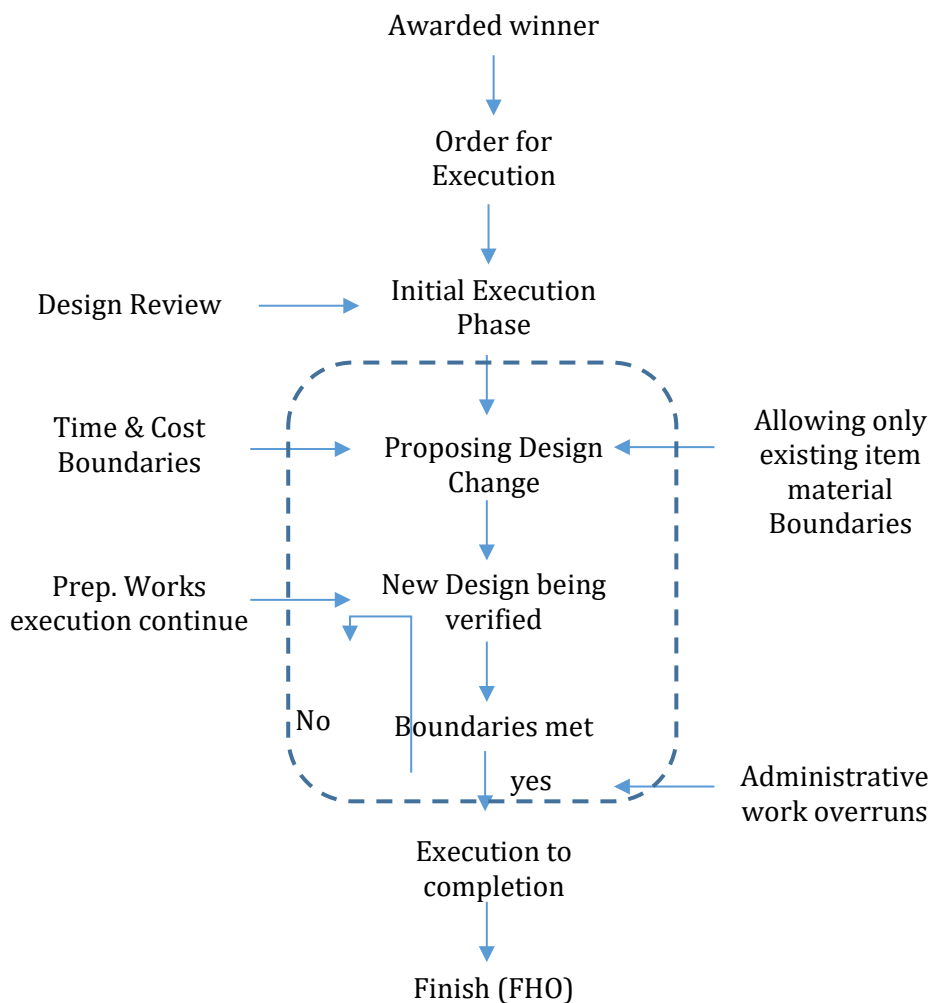 Awarded winner
Order for
Execution
Design Review
Initial Execution
Phase
Time & Cost
Boundaries
Proposing Design
Change
Allowing only
existing item
material
Boundaries
Prep. Works
execution continue
New Design being
verified
No
Boundaries met
yes
Administrative
work overruns
Execution to
completion
Finish (FHO)